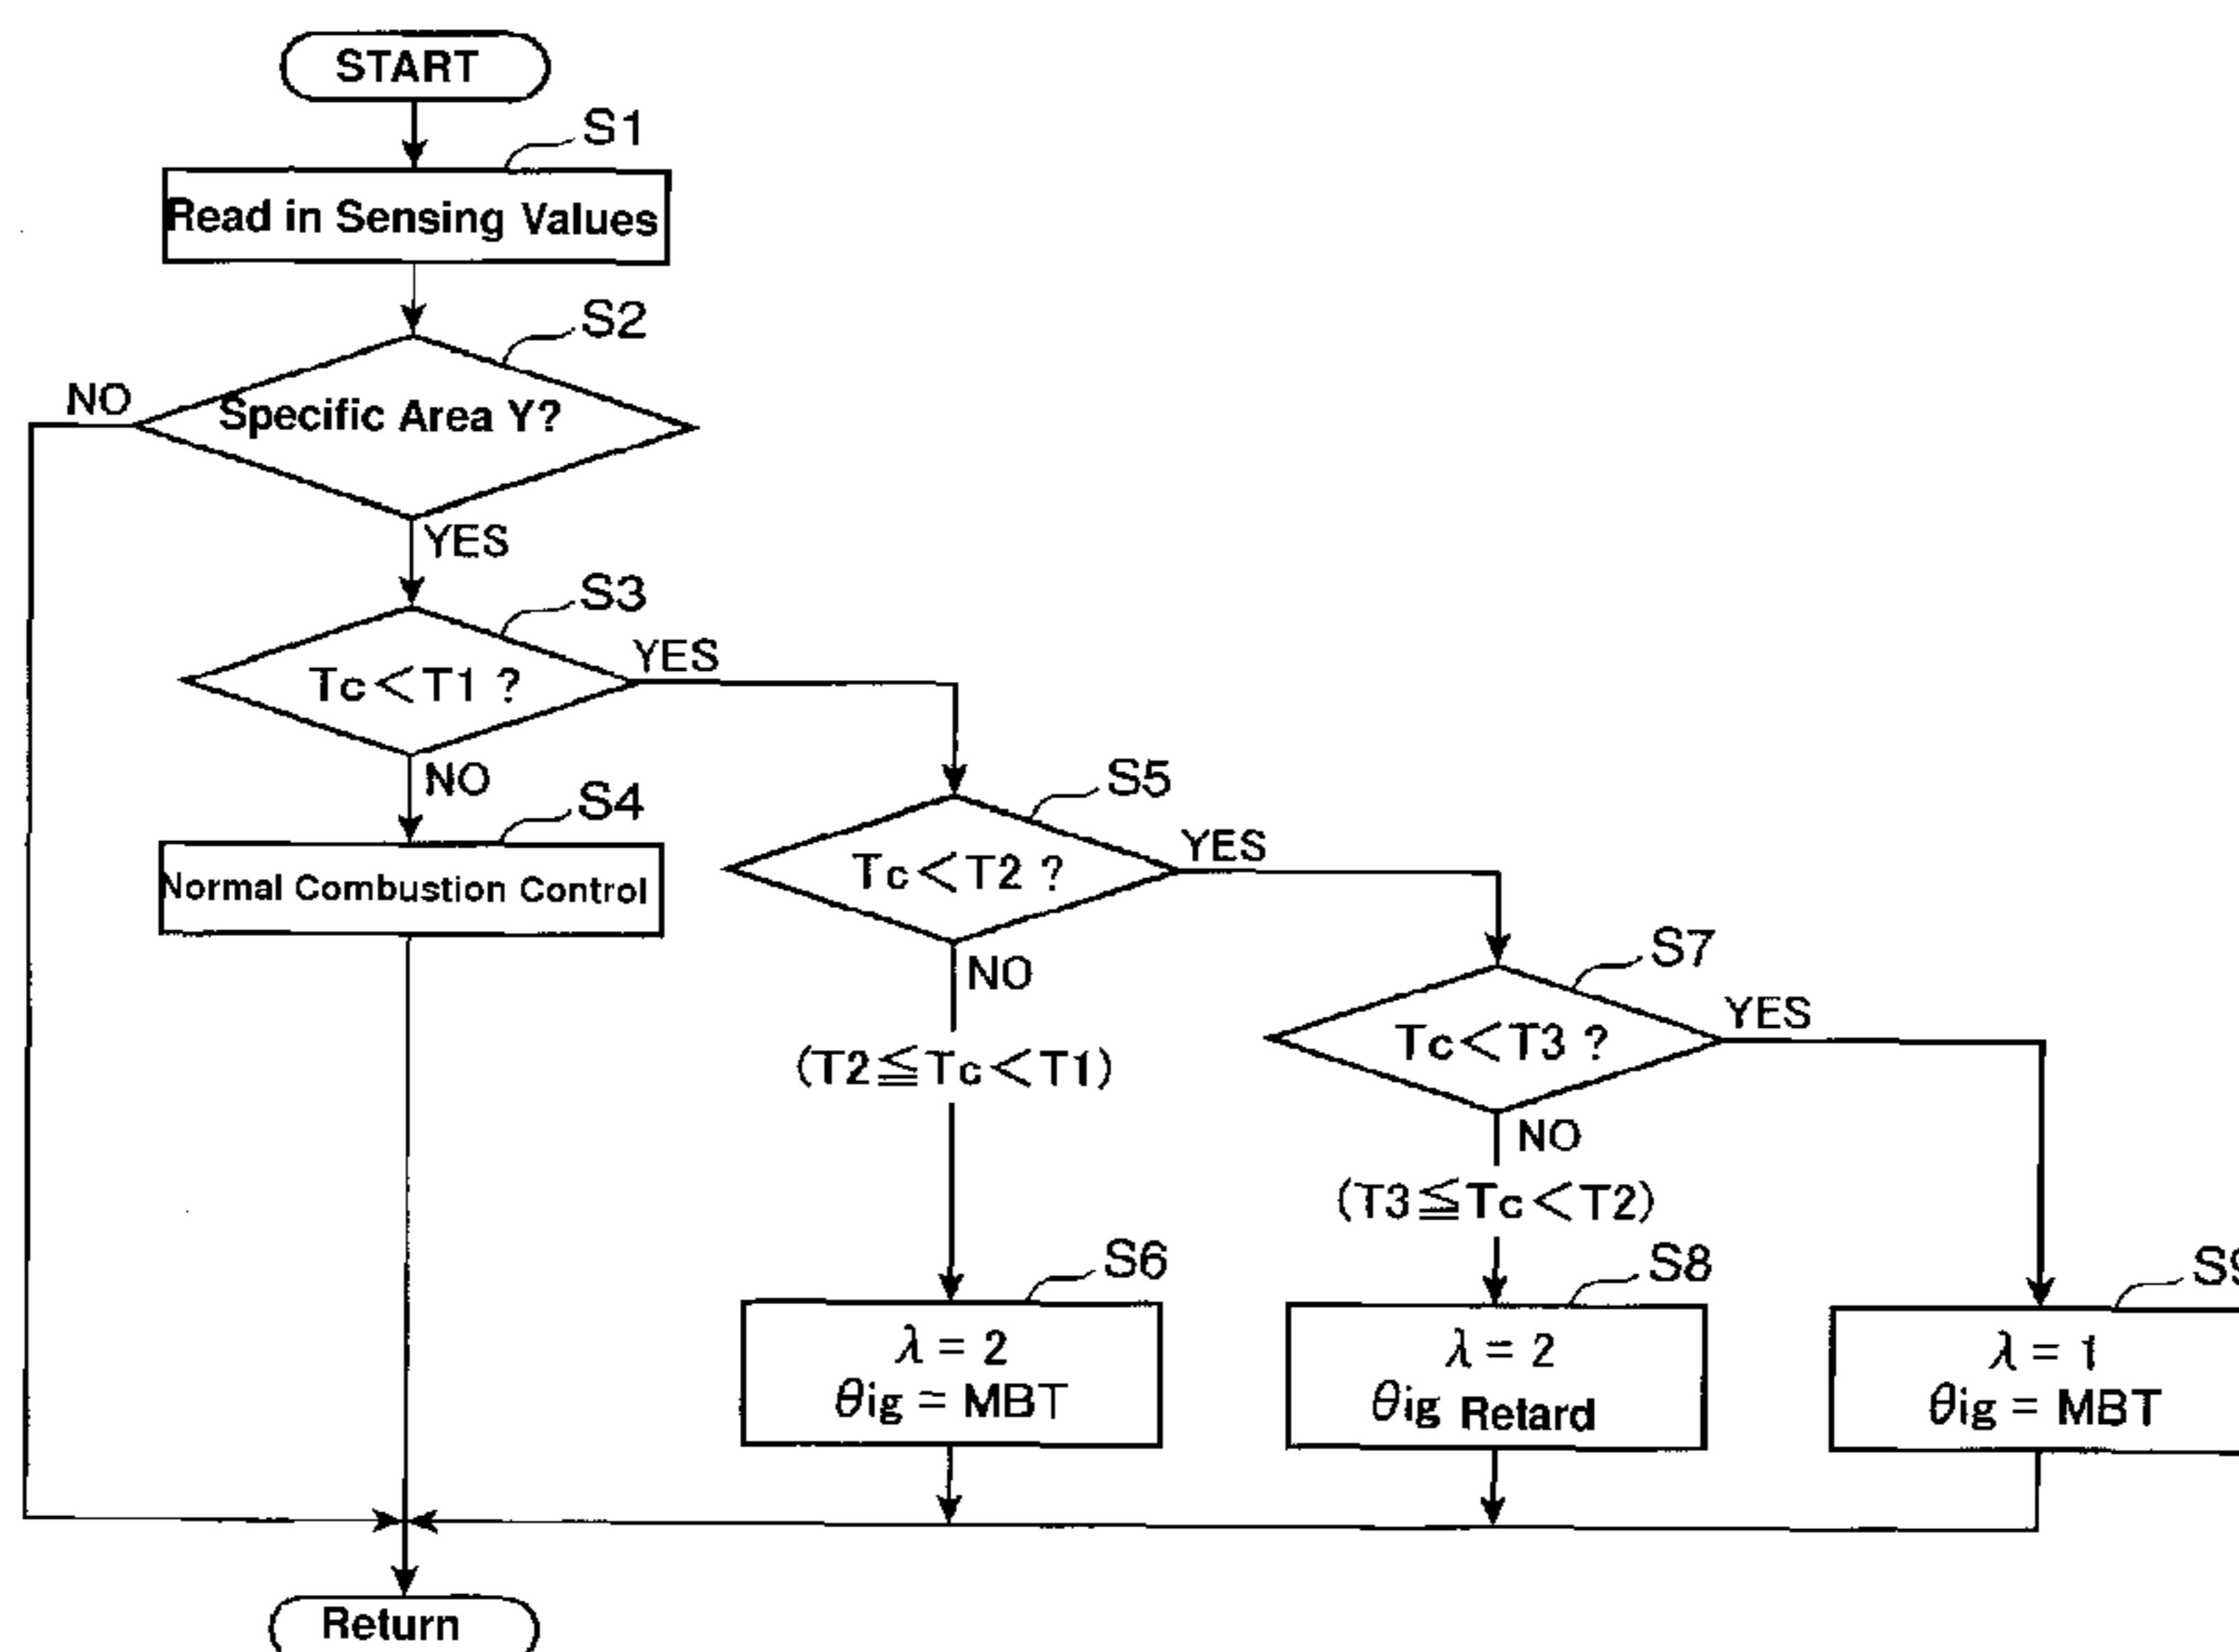 START
S1
Read in Sensing Values
S2
NO
Specific Area Y?
YES
S3
Tc<T1 ?
YES
NO
S4
Normal Combustion Control
S5
Tc<T2 ?
YES
NO
(T2≦Tc<T1)
S7
Tc<T3 ?
YES
NO
(T3≦Tc<T2)
S6
λ = 2
θig = MBT
S8
λ = 2
θig Retard
S9
λ = 1
θig = MBT
Return